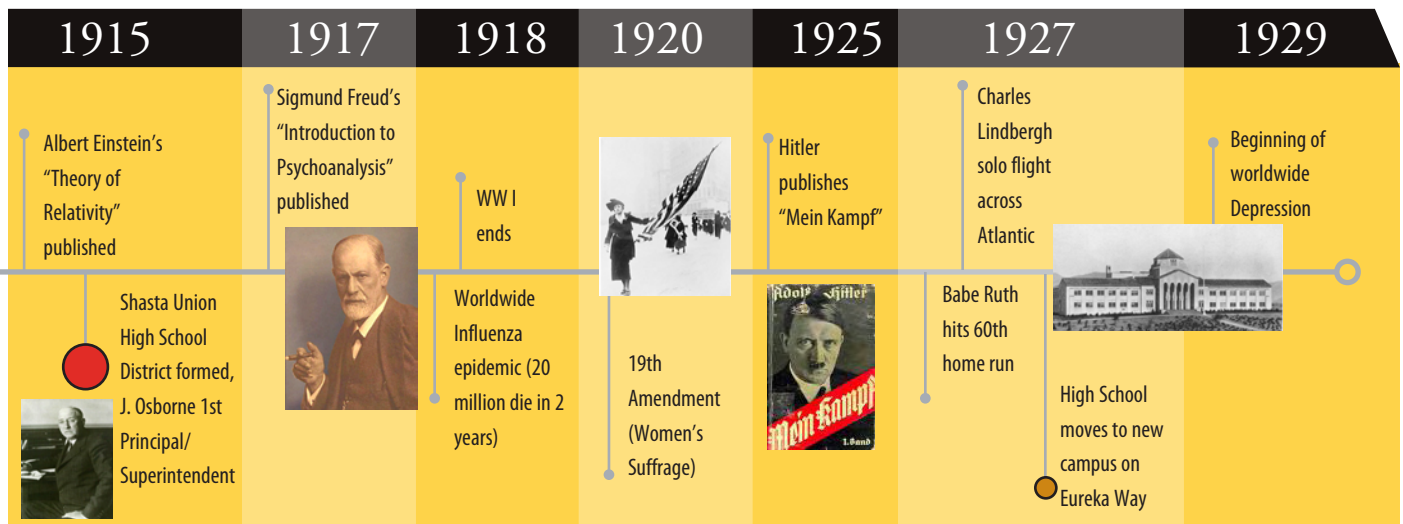 1915
1917
1918
1920
1925
1927
1929
Albert Einstein’s
“Theory of
Relativity”
published
Shasta Union
High School
District formed,
J. Osborne 1st
Principal/
Superintendent
Sigmund Freud’s
“Introduction to
Psychoanalysis”
published
WW I
ends
Worldwide
Influenza
epidemic (20
million die in 2
years)
19th
Amendment
(Women’s
Suffrage)
Hitler
publishes
“Mein Kampf”
Adolf Hitler
Mein Kampf
1. Band
Charles
Lindbergh
solo flight
across
Atlantic
Babe Ruth
hits 60th
home run
High School
moves to new
campus on
Eureka Way
Beginning of
worldwide
Depression